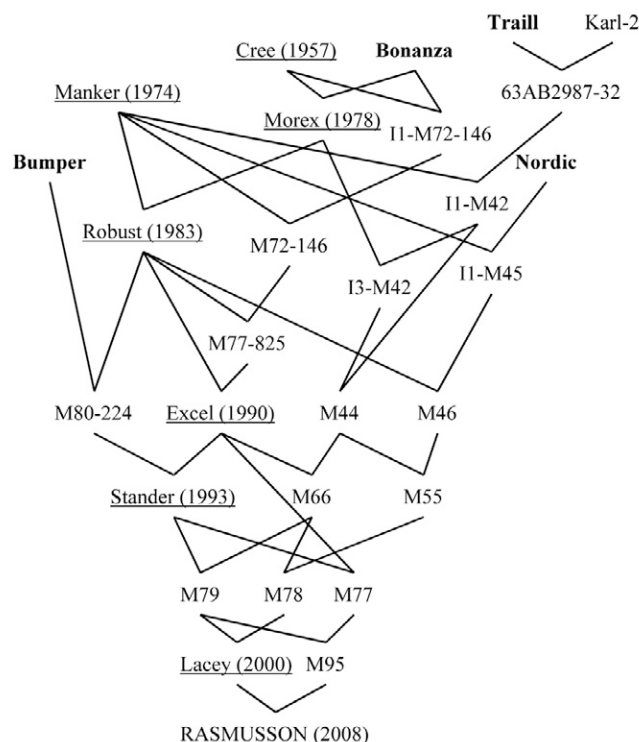 Traill Karl-2
Cree (1957) Bonanza
Manker (1974) 63AB2987-32
Morex (1978) I1-M72-146
Bumper Nordic
I1-M42
Robust (1983) M72-146
I3-M42 I1-M45
M77-825
M80-224 Excel (1990) M44 M46
Stander (1993) M66 M55
M79 M78 M77
Lacey (2000) M95
RASMUSSON (2008)